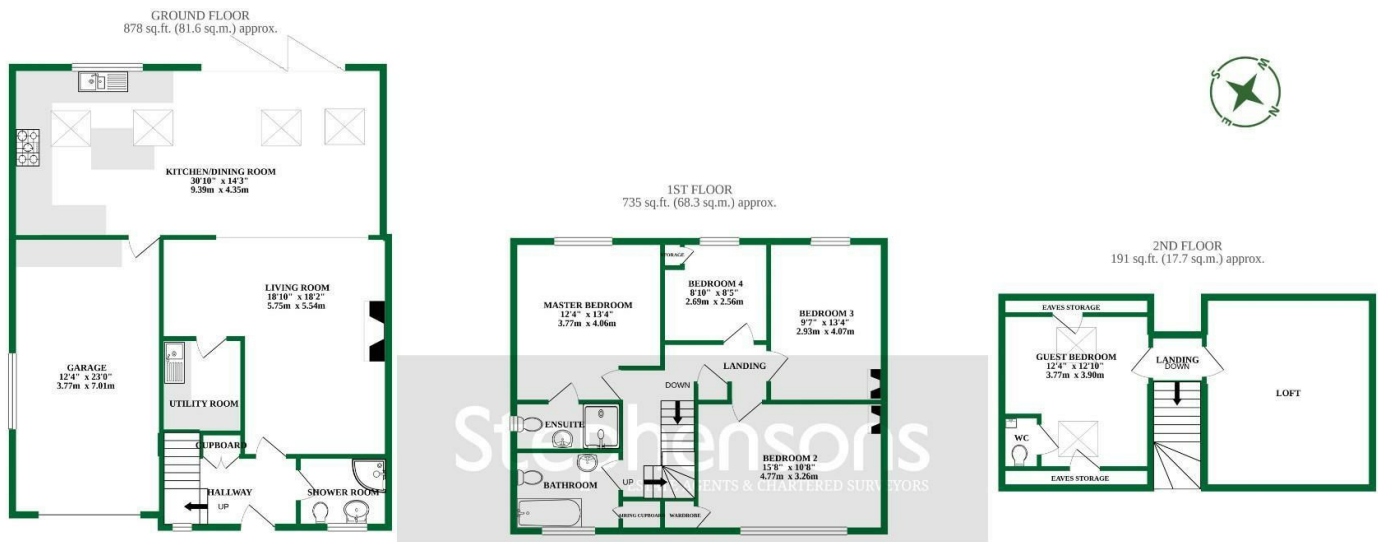 GROUND FLOOR
878 sq.ft. (81.6 sq.m.) approx.
KITCHEN/DINING ROOM
30'10" x 14'3"
9.39m x 4.35m
LIVING ROOM
18'10" x 18'2"
5.75m x 5.54m
GARAGE
12'4" x 23'0"
3.77m x 7.01m
UTILITY ROOM
CUPBOARD
HALLWAY
UP
SHOWER ROOM
1ST FLOOR
735 sq.ft. (68.3 sq.m.) approx.
STORAGE
MASTER BEDROOM
12'4" x 13'4"
3.77m x 4.06m
BEDROOM 4
8'10" x 8'5"
2.69m x 2.56m
BEDROOM 3
9'7" x 13'4"
2.93m x 4.07m
LANDING
DOWN
ENSUITE
BATHROOM
UP
BEDROOM 2
15'8" x 10'8"
4.77m x 3.26m
AIRING CUPBOARD
WARDROBE
Stephensons
ESTATE AGENTS & CHARTERED SURVEYORS
S
W
N
E
2ND FLOOR
191 sq.ft. (17.7 sq.m.) approx.
EAVES STORAGE
GUEST BEDROOM
12'4" x 12'10"
3.77m x 3.90m
LANDING
DOWN
LOFT
WC
EAVES STORAGE